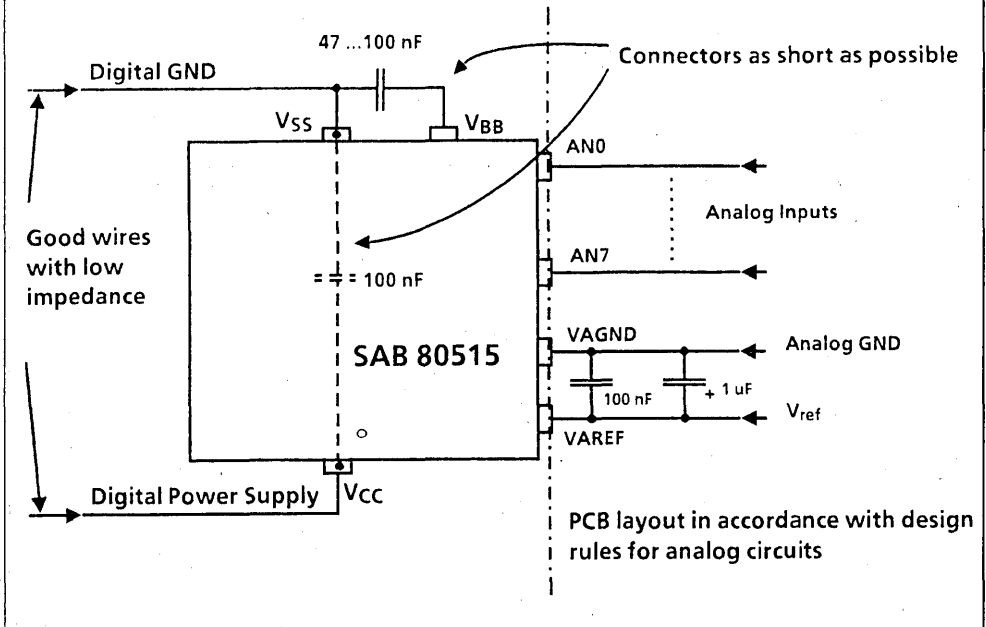 47 ...100 nF
Connectors as short as possible
Digital GND
VSS
VBB
AN0
Analog Inputs
Good wires
with low
impedance
AN7
100 nF
VAGND
Analog GND
SAB 80515
100 nF
+ 1 uF
Vref
VAREF
Digital Power Supply
VCC
PCB layout in accordance with design
rules for analog circuits